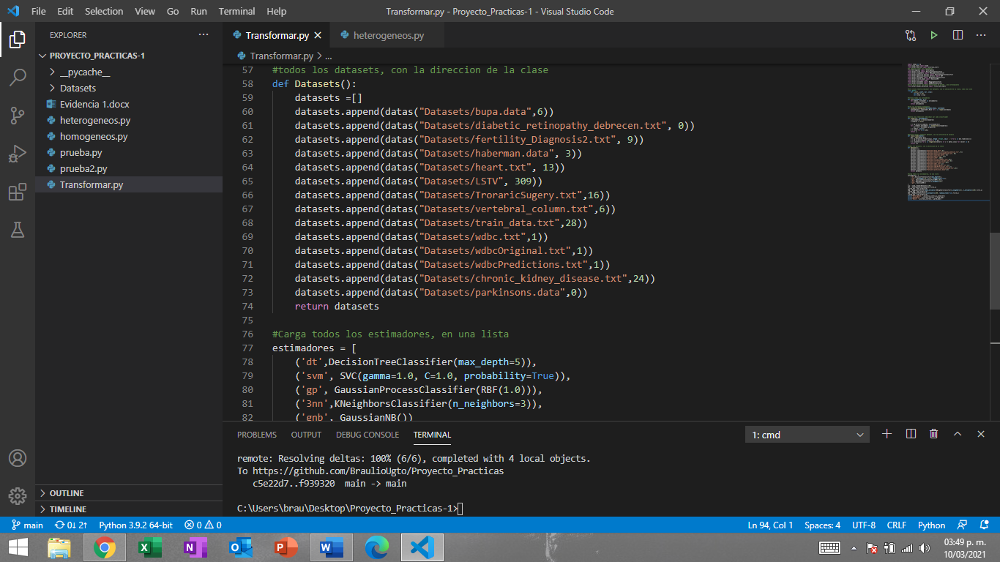 File Edit Selection View Go Run Terminal Help
Transformar.py - Proyecto_Practicas-1 - Visual Studio Code
EXPLORER
PROYECTO_PRACTICAS-1
__pycache__
Datasets
Evidencia 1.docx
heterogeneos.py
homogeneos.py
prueba.py
prueba2.py
Transformar.py
OUTLINE
TIMELINE
Transformar.py heterogeneos.py
Transformar.py > ...
57 #todos los datasets, con la direccion de la clase
58 def Datasets():
59 datasets =[]
60 datasets.append(datas("Datasets/bupa.data",6))
61 datasets.append(datas("Datasets/diabetic_retinopathy_debrecen.txt", 0))
62 datasets.append(datas("Datasets/fertility_Diagnosis2.txt", 9))
63 datasets.append(datas("Datasets/haberman.data", 3))
64 datasets.append(datas("Datasets/heart.txt", 13))
65 datasets.append(datas("Datasets/LSTV", 309))
66 datasets.append(datas("Datasets/TroraricSugery.txt",16))
67 datasets.append(datas("Datasets/vertebral_column.txt",6))
68 datasets.append(datas("Datasets/train_data.txt",28))
69 datasets.append(datas("Datasets/wdbc.txt",1))
70 datasets.append(datas("Datasets/wdbcOriginal.txt",1))
71 datasets.append(datas("Datasets/wdbcPredictions.txt",1))
72 datasets.append(datas("Datasets/chronic_kidney_disease.txt",24))
73 datasets.append(datas("Datasets/parkinsons.data",0))
74 return datasets
75
76 #Carga todos los estimadores, en una lista
77 estimadores = [
78 ('dt',DecisionTreeClassifier(max_depth=5)),
79 ('svm', SVC(gamma=1.0, C=1.0, probability=True)),
80 ('gp', GaussianProcessClassifier(RBF(1.0))),
81 ('3nn',KNeighborsClassifier(n_neighbors=3)),
82 ('gnb', GaussianNB())
PROBLEMS OUTPUT DEBUG CONSOLE TERMINAL 1: cmd
remote: Resolving deltas: 100% (6/6), completed with 4 local objects.
To https://github.com/BraulioUgto/Proyecto_Practicas
c5e22d7..f939320 main -> main
C:\Users\brau\Desktop\Proyecto_Practicas-1>
main 0↓ 2↑ Python 3.9.2 64-bit 0 0 Ln 94, Col 1 Spaces: 4 UTF-8 CRLF Python
03:49 p. m.
10/03/2021